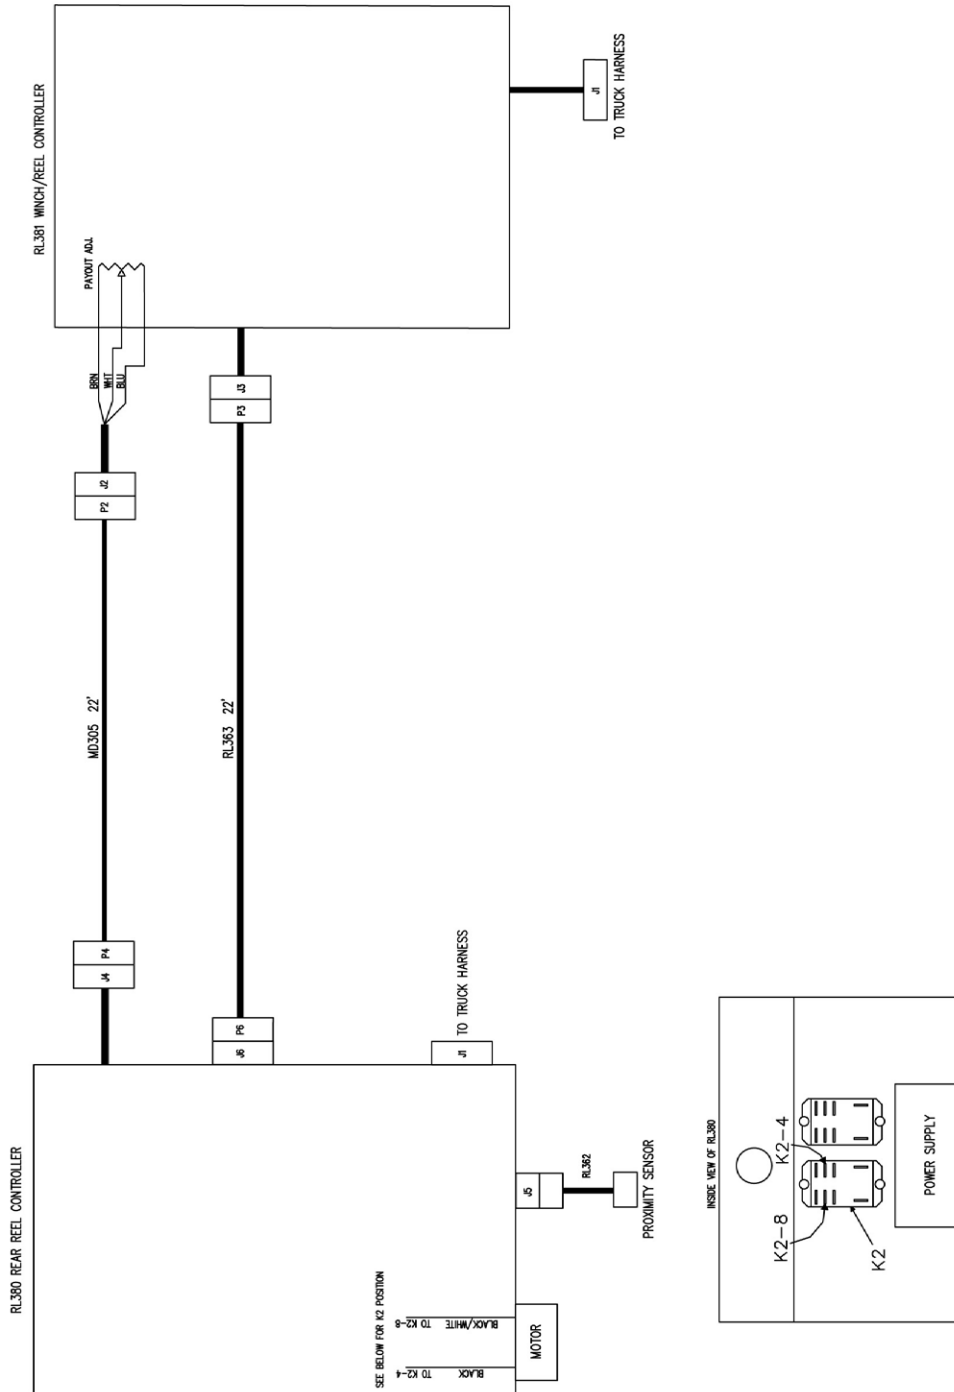 RL381 WINCH/REEL CONTROLLER
PAYOUT ADJ.
BRN
WHT
BLU
J1
TO TRUCK HARNESS
J3
P3
J2
P2
MD305 22'
RL363 22'
P4
J4
P6
J6
J1
TO TRUCK HARNESS
RL380 REAR REEL CONTROLLER
J5
RL362
PROXIMITY SENSOR
SEE BELOW FOR K2 POSITION
BLACK/WHITE TO K2-8
BLACK TO K2-4
MOTOR
INSIDE VIEW OF RL380
K2-4
K2-8
K2
POWER SUPPLY